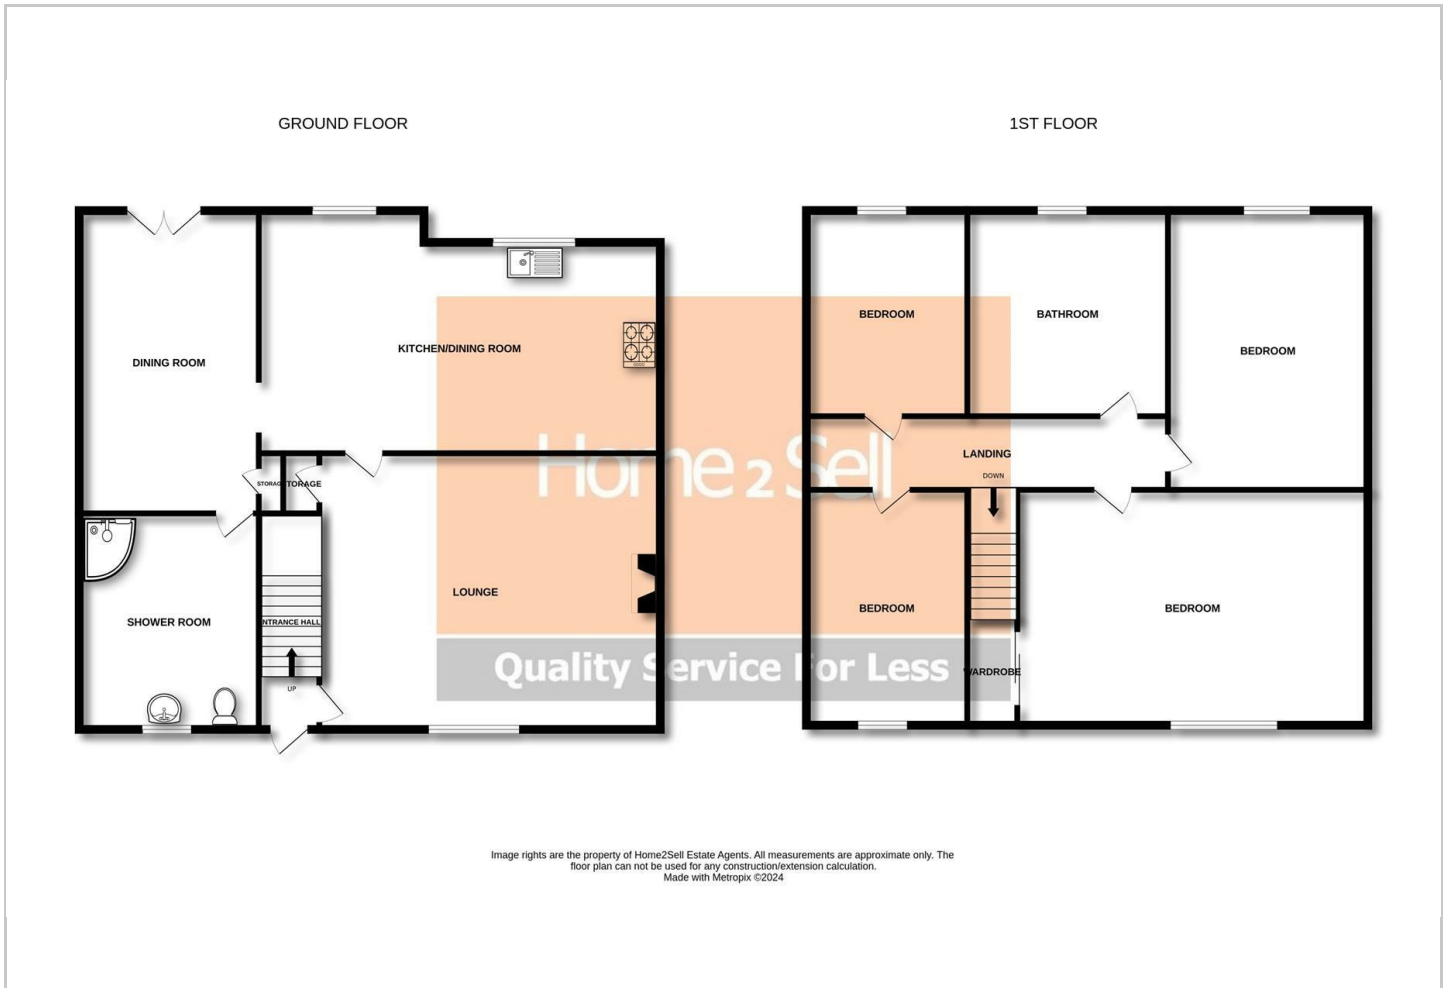 GROUND FLOOR
1ST FLOOR
DINING ROOM
KITCHEN/DINING ROOM
STORAG
TORAGE
SHOWER ROOM
NTRANCE HALL
UP
LOUNGE
BEDROOM
BATHROOM
BEDROOM
LANDING
DOWN
BEDROOM
WARDROBE
BEDROOM
Home2Sell
Quality Service For Less
Image rights are the property of Home2Sell Estate Agents. All measurements are approximate only. The
floor plan can not be used for any construction/extension calculation.
Made with Metropix ©2024